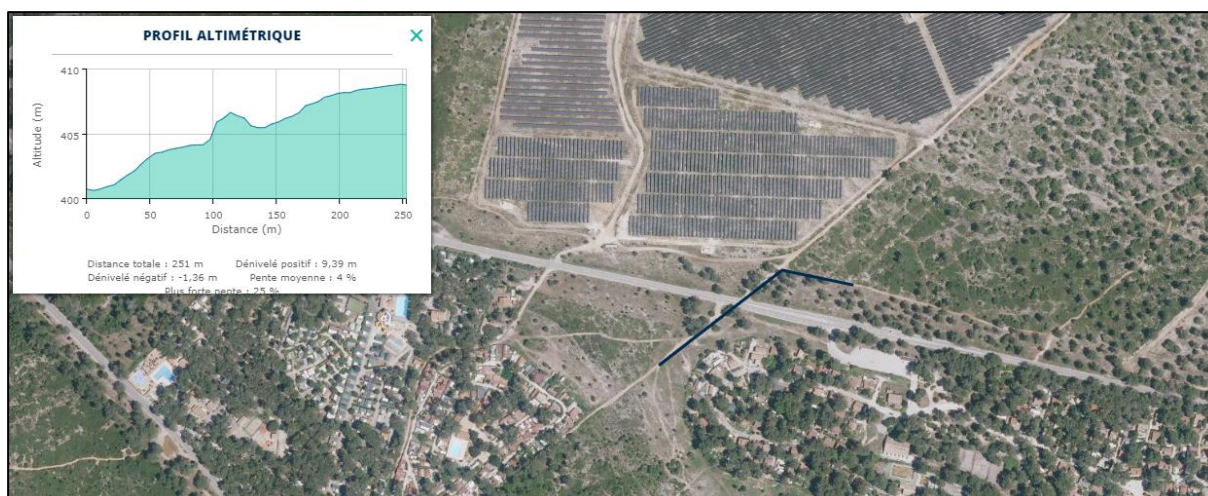 PROFIL ALTIMÉTRIQUE
410
405
400
Altitude (m)
0 50 100 150 200 250
Distance (m)
Distance totale : 251 m Dénivelé positif : 9,39 m
Dénivelé négatif : -1,36 m Pente moyenne : 4 %
Plus forte pente : 25 %